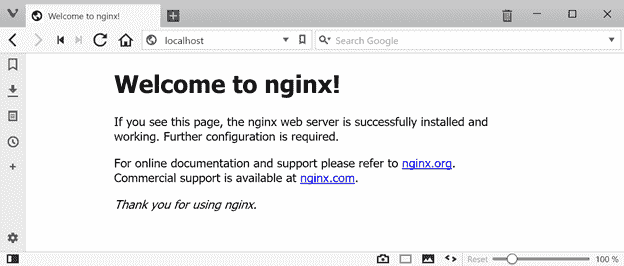 Welcome to nginx!
localhost
Search Google
Welcome to nginx!
If you see this page, the nginx web server is successfully installed and
working. Further configuration is required.
For online documentation and support please refer to nginx.org.
Commercial support is available at nginx.com.
Thank you for using nginx.
Reset 100 %